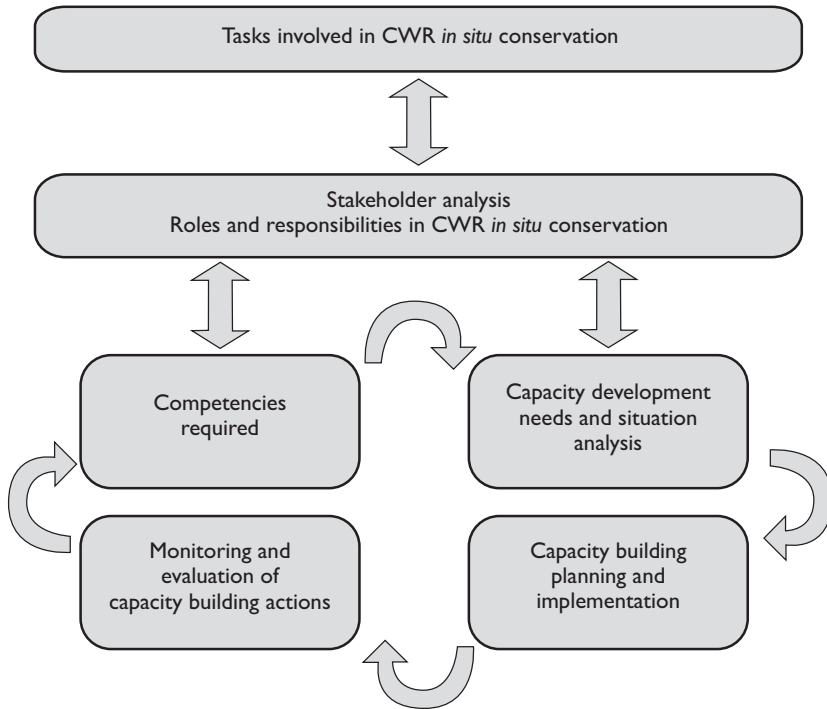 Tasks involved in CWR in situ conservation
Stakeholder analysis
Roles and responsibilities in CWR in situ conservation
Competencies
required
Capacity development
needs and situation
analysis
Monitoring and
evaluation of
capacity building actions
Capacity building
planning and
implementation